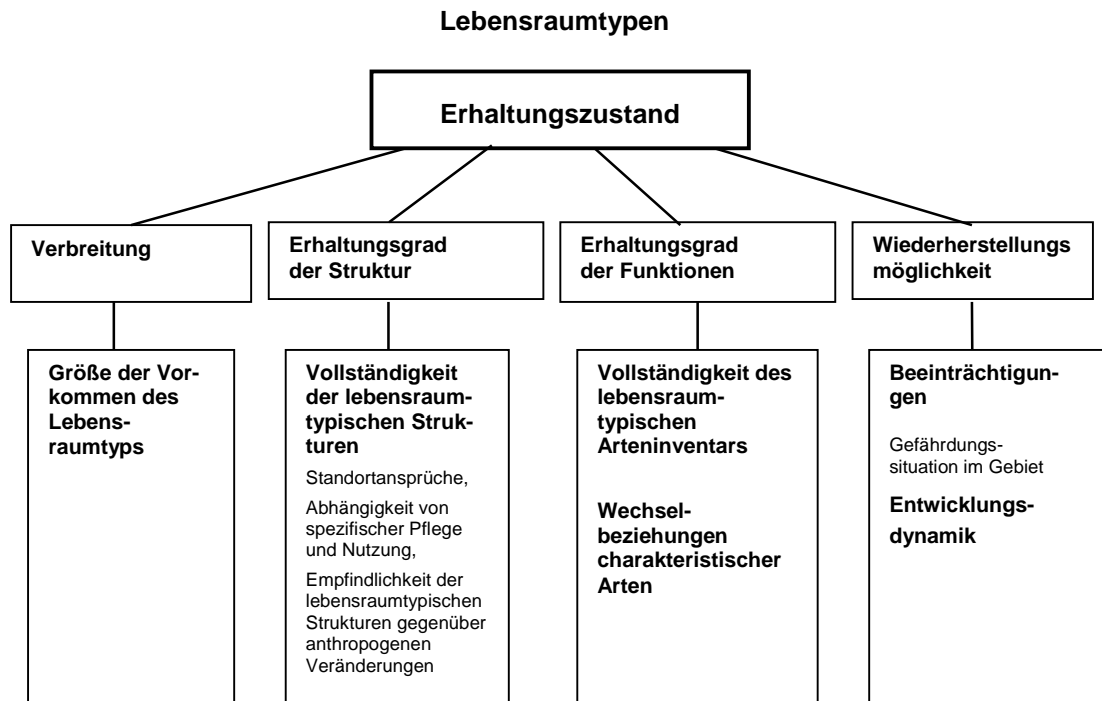 Lebensraumtypen
Erhaltungszustand
Verbreitung
Erhaltungsgrad
der Struktur
Erhaltungsgrad
der Funktionen
Wiederherstellungs
möglichkeit
Größe der Vor-
kommen des
Lebens-
raumtyps
Vollständigkeit
der lebensraum-
typischen Struk-
turen
Standortansprüche,
Abhängigkeit von
spezifischer Pflege
und Nutzung,
Empfindlichkeit der
lebensraumtypischen
Strukturen gegenüber
anthropogenen
Veränderungen
Vollständigkeit des
lebensraum-
typischen
Arteninventars
Wechsel-
beziehungen
charakteristischer
Arten
Beeinträchtigun-
gen
Gefährdungs-
situation im Gebiet
Entwicklungs-
dynamik